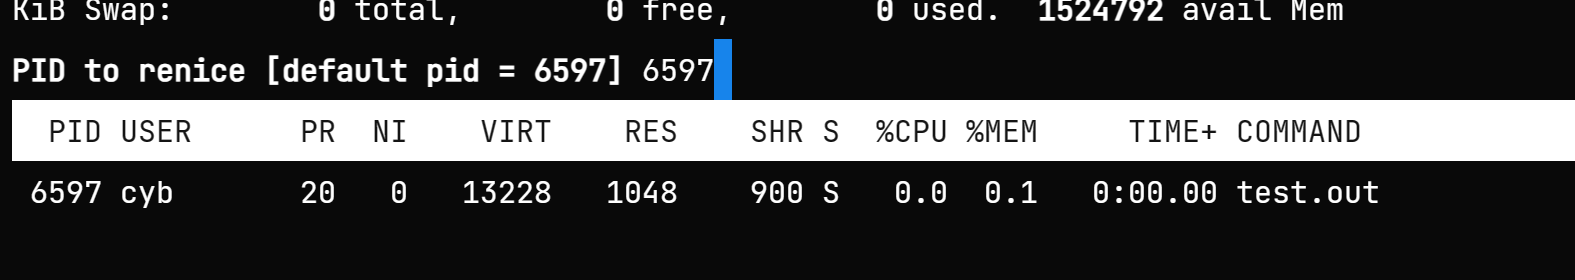 KiB Swap:        0 total,        0 free,        0 used.  1524792 avail Mem
PID to renice [default pid = 6597] 6597
  PID USER      PR  NI    VIRT    RES    SHR S  %CPU %MEM     TIME+ COMMAND
 6597 cyb       20   0   13228   1048    900 S   0.0  0.1   0:00.00 test.out